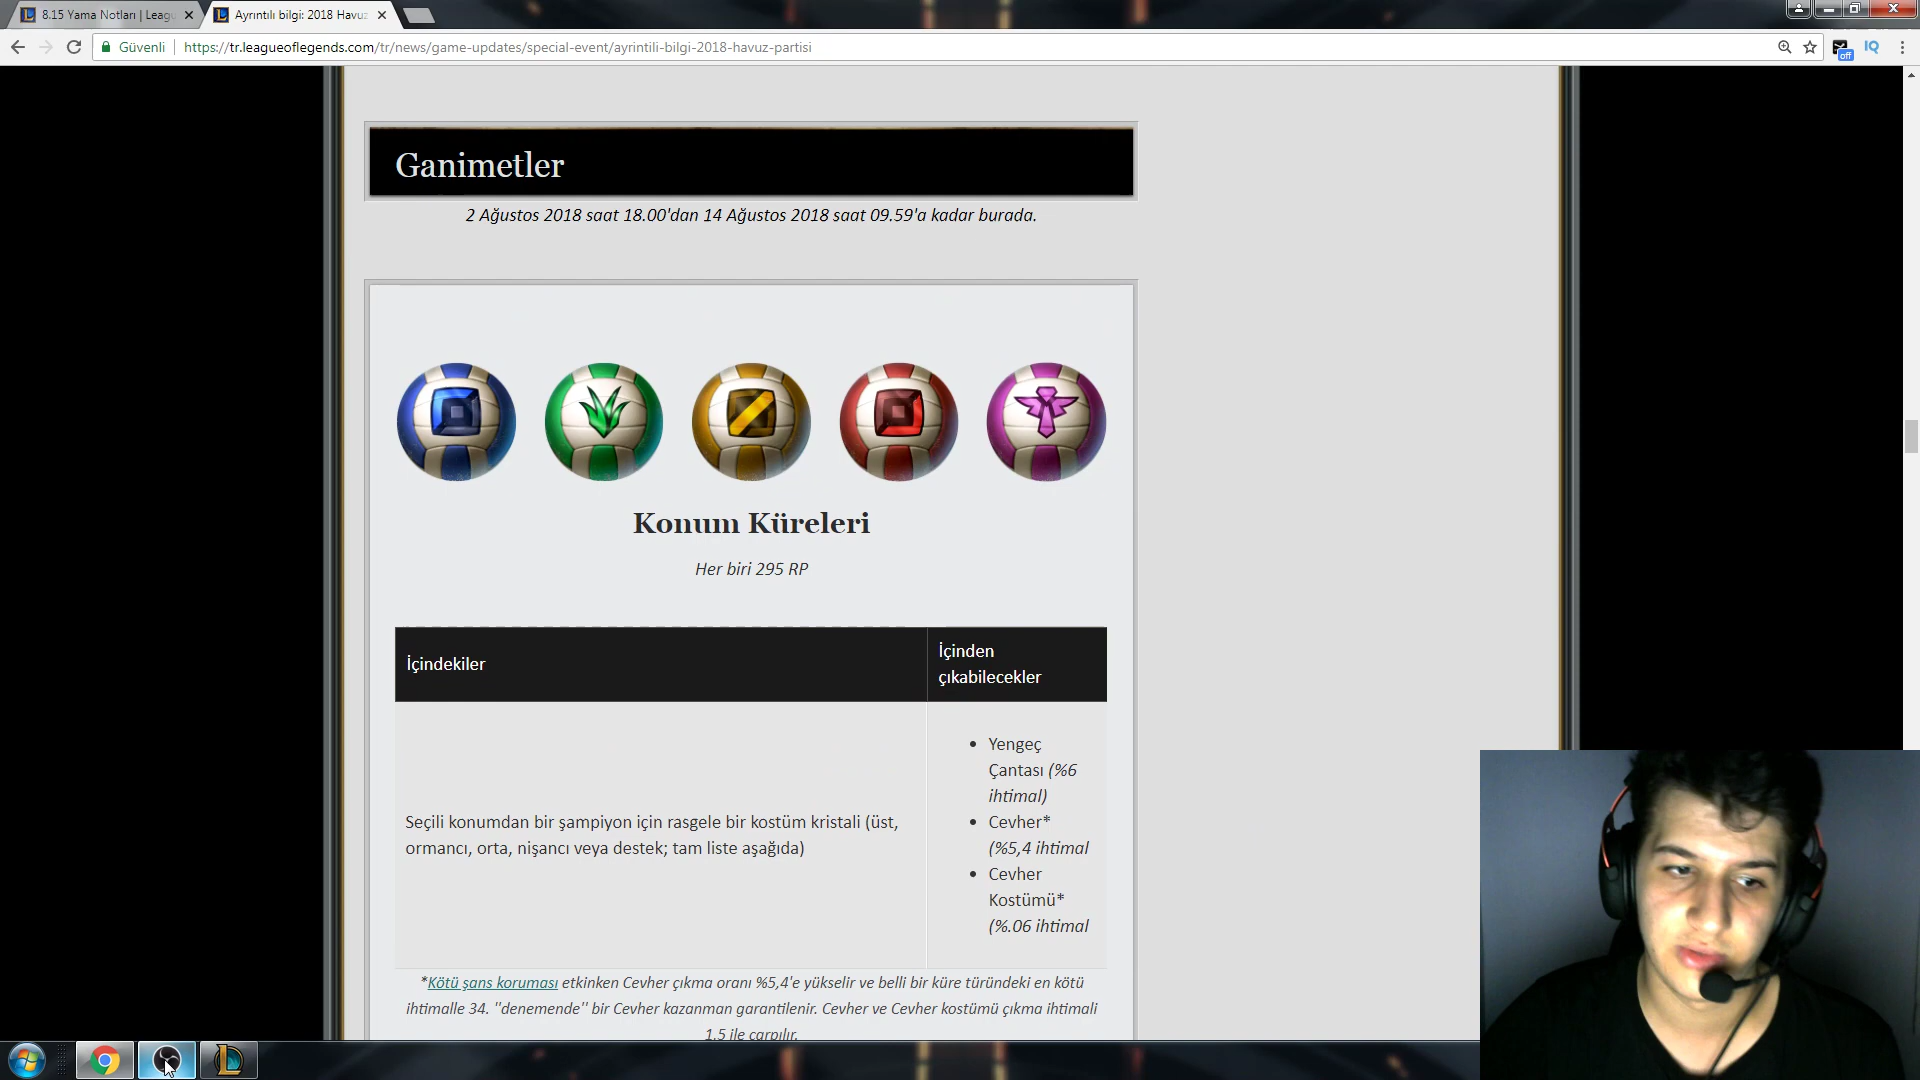 8.15 Yama Notları | Leag
Ayrıntılı bilgi: 2018 Havuz
Güvenli
https://tr.leagueoflegends.com/tr/news/game-updates/special-event/ayrintili-bilgi-2018-havuz-partisi
off
IQ
Ganimetler
2 Ağustos 2018 saat 18.00'dan 14 Ağustos 2018 saat 09.59'a kadar burada.
Konum Küreleri
Her biri 295 RP
İçindekiler
İçinden
çıkabilecekler
Seçili konumdan bir şampiyon için rasgele bir kostüm kristali (üst,
ormancı, orta, nişancı veya destek; tam liste aşağıda)
• Yengeç
Çantası (%6
ihtimal)
• Cevher*
(%5,4 ihtimal
• Cevher
Kostümü*
(%.06 ihtimal
*Kötü şans koruması etkinken Cevher çıkma oranı %5,4'e yükselir ve belli bir küre türündeki en kötü
ihtimalle 34. "denemende" bir Cevher kazanman garantilenir. Cevher ve Cevher kostümü çıkma ihtimali
1.5 ile çarpılır.